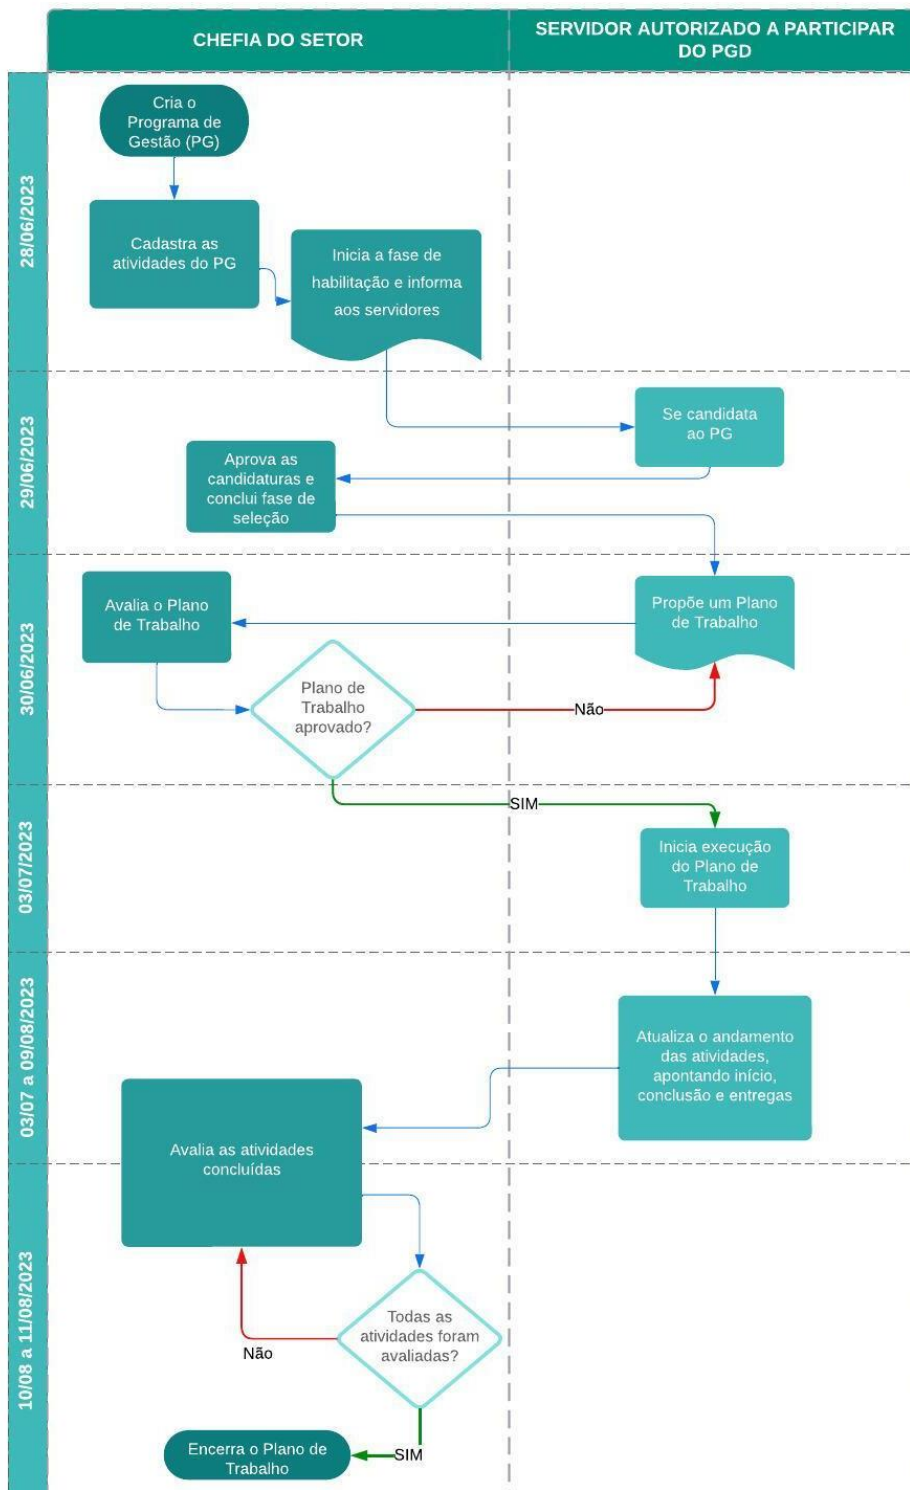 CHEFIA DO SETOR
SERVIDOR AUTORIZADO A PARTICIPAR
DO PGD
28/06/2023
Cria o
Programa de
Gestão (PG)
Cadastra as
atividades do PG
Inicia a fase de
habilitação e informa
aos servidores
29/06/2023
Se candidata
ao PG
Aprova as
candidaturas e
conclui fase de
seleção
30/06/2023
Propõe um Plano
de Trabalho
Avalia o Plano
de Trabalho
Plano de
Trabalho
aprovado?
Não
SIM
03/07/2023
Inicia execução
do Plano de
Trabalho
03/07 a 09/08/2023
Atualiza o andamento
das atividades,
apontando início,
conclusão e entregas
Avalia as atividades
concluídas
10/08 a 11/08/2023
Todas as
atividades foram
avaliadas?
Não
SIM
Encerra o Plano de
Trabalho